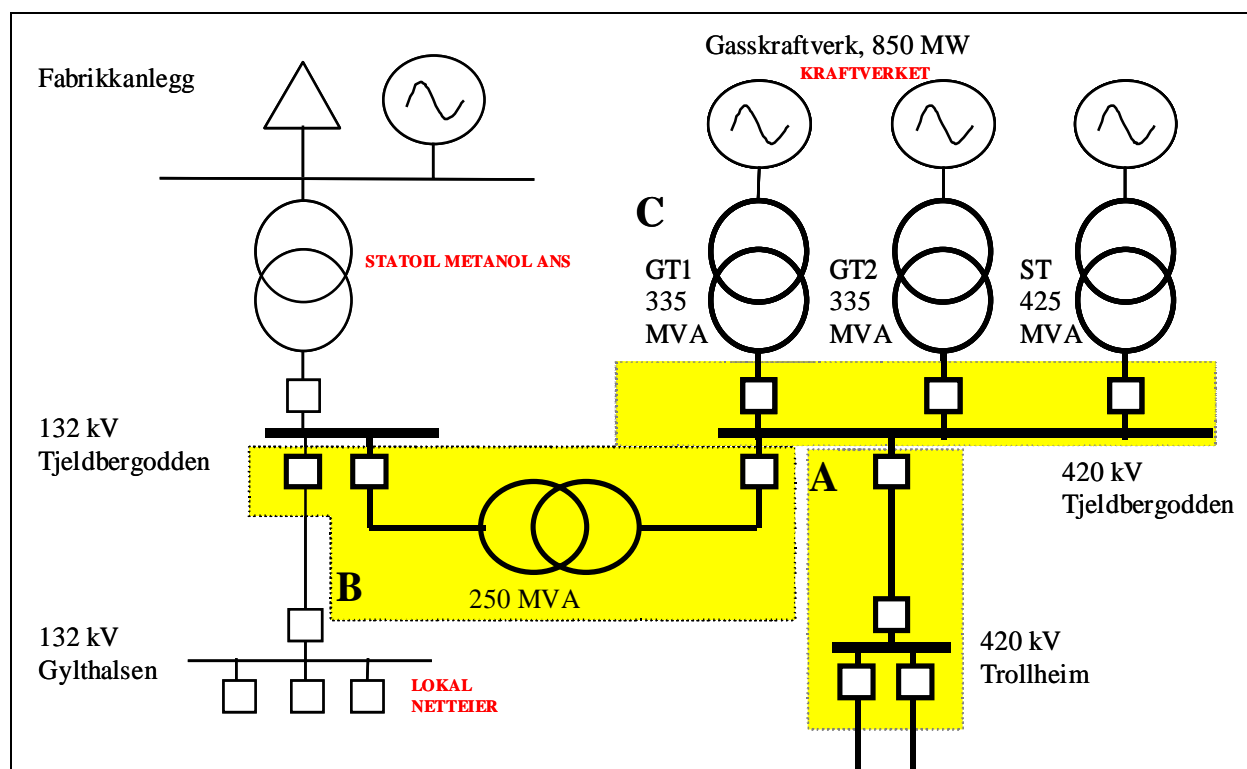 Gasskraftverk, 850 MW
KRAFTVERKET
Fabrikkanlegg
C
STATOIL METANOL ANS
GT1
335
MVA
GT2
335
MVA
ST
425
MVA
132 kV
Tjeldbergodden
A
420 kV
Tjeldbergodden
B
250 MVA
132 kV
Gylthalsen
LOKAL
NETTEIER
420 kV
Trollheim